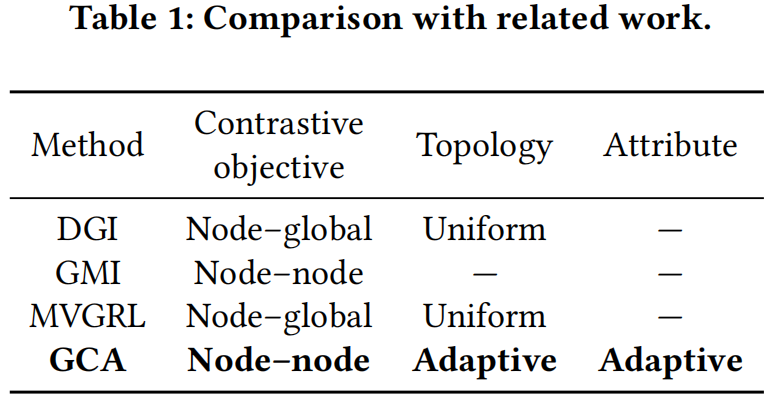 Table 1: Comparison with related work.
Method Contrastive objective Topology Attribute
DGI Node–global Uniform –
GMI Node–node – –
MVGRL Node–global Uniform –
GCA Node–node Adaptive Adaptive